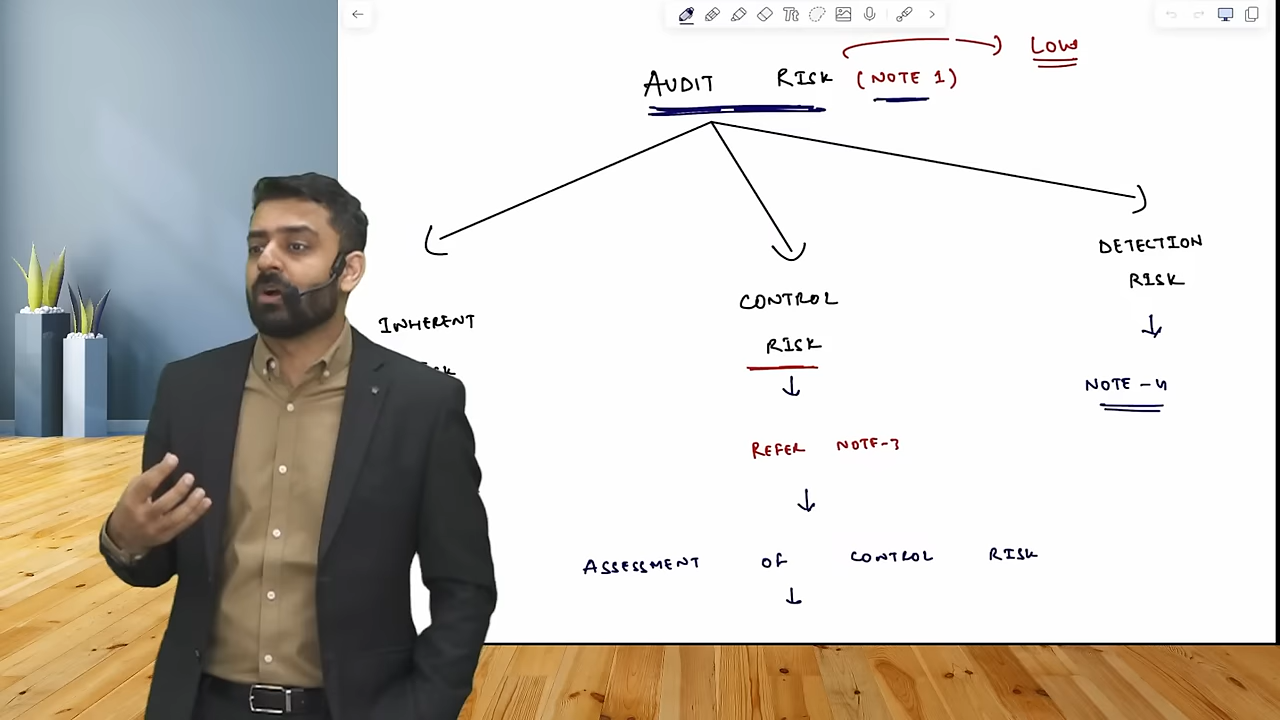 LOW
AUDIT RISK (NOTE 1)
DETECTION
RISK
CONTROL
RISK
INHERENT
NOTE -4
REFER NOTE-3
ASSESSMENT OF CONTROL RISK